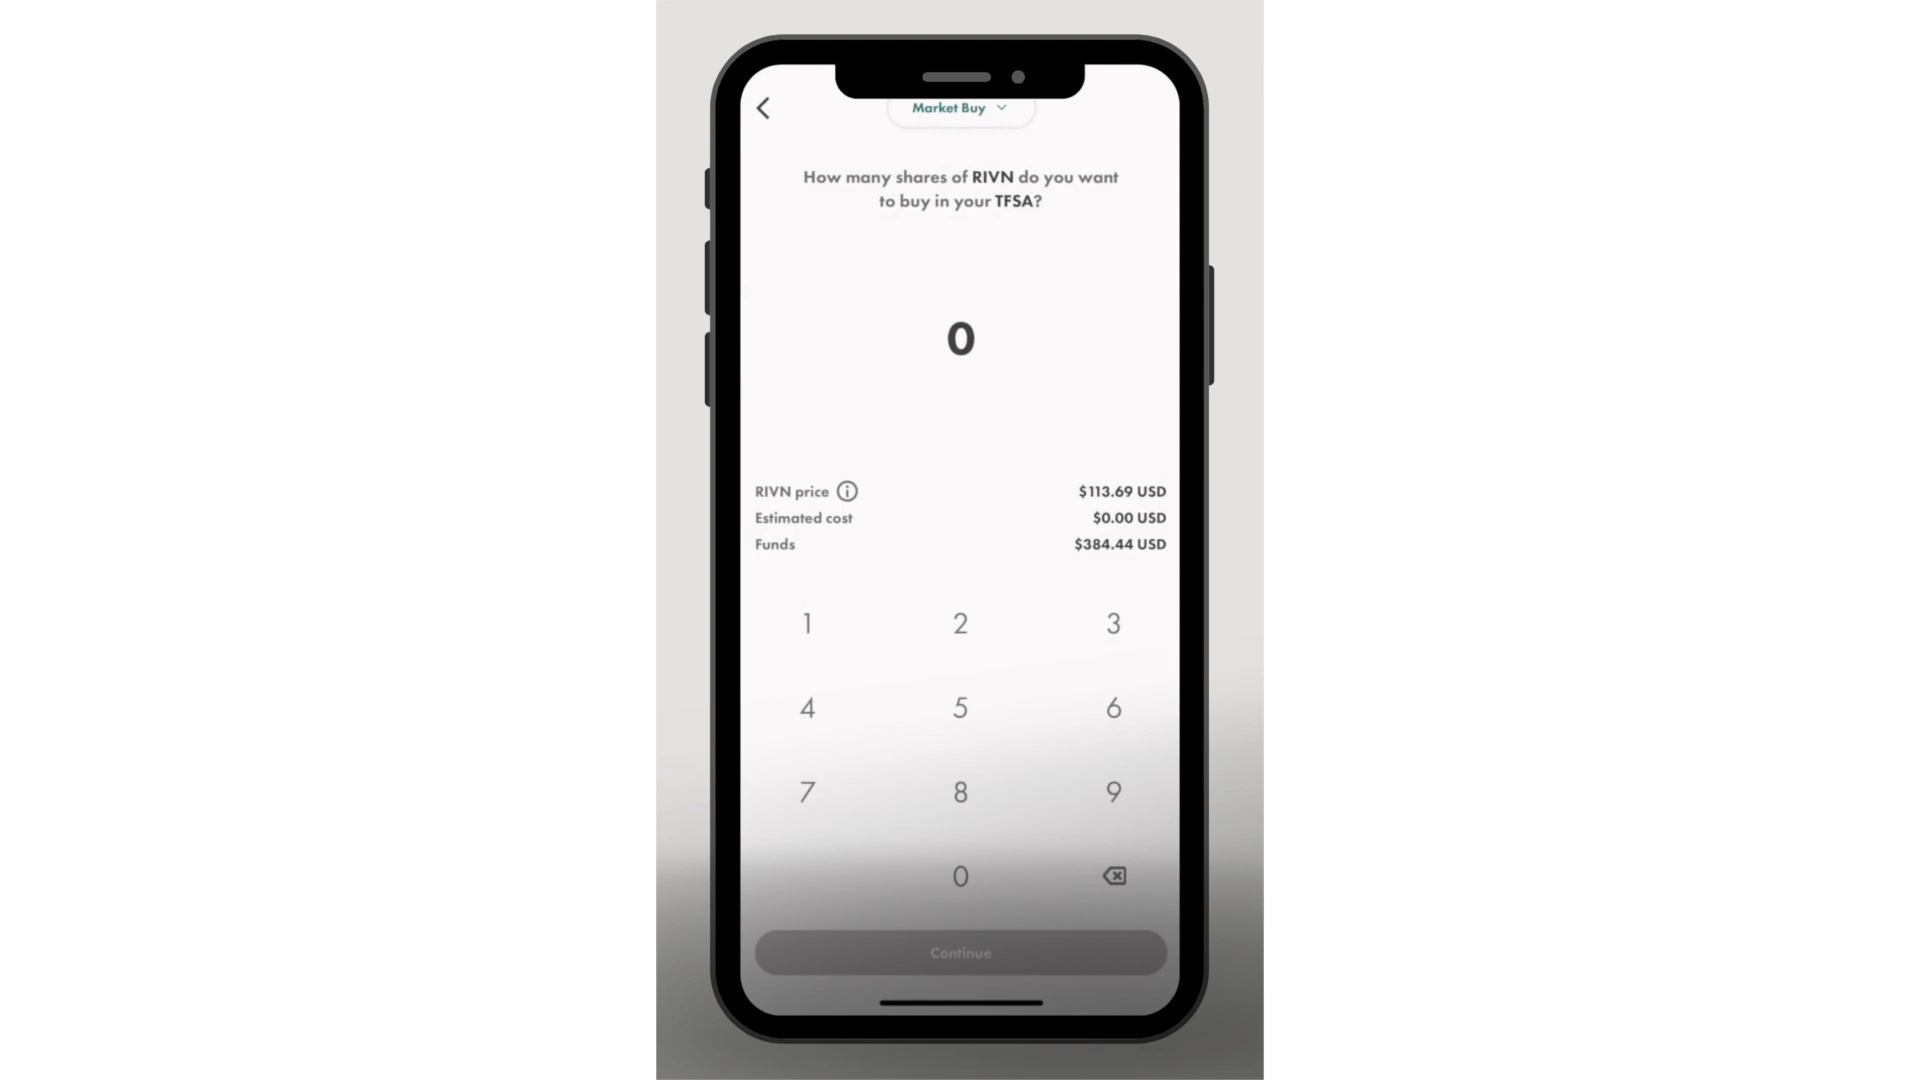 Market Buy
How many shares of RIVN do you want
to buy in your TFSA?
0
RIVN price $113.69 USD
Estimated cost $0.00 USD
Funds $384.44 USD
1 2 3
4 5 6
7 8 9
0
Continue